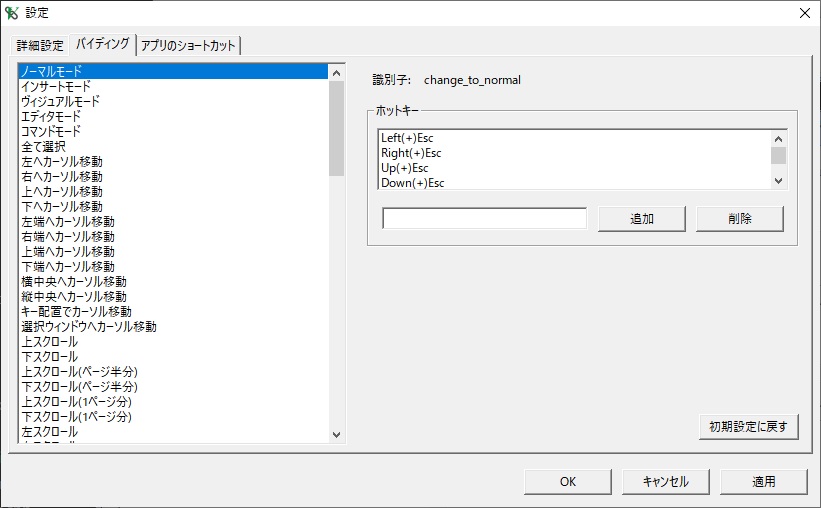 設定
詳細設定
バイディング
アプリのショートカット
ノーマルモード
インサートモード
ヴィジュアルモード
エディタモード
コマンドモード
全て選択
左へカーソル移動
右へカーソル移動
上へカーソル移動
下へカーソル移動
左端へカーソル移動
右端へカーソル移動
上端へカーソル移動
下端へカーソル移動
横中央へカーソル移動
縦中央へカーソル移動
キー配置でカーソル移動
選択ウィンドウへカーソル移動
上スクロール
下スクロール
上スクロール(ページ半分)
下スクロール(ページ半分)
上スクロール(1ページ分)
下スクロール(1ページ分)
左スクロール
識別子: change_to_normal
ホットキー
Left(+)Esc
Right(+)Esc
Up(+)Esc
Down(+)Esc
追加
削除
初期設定に戻す
OK
キャンセル
適用